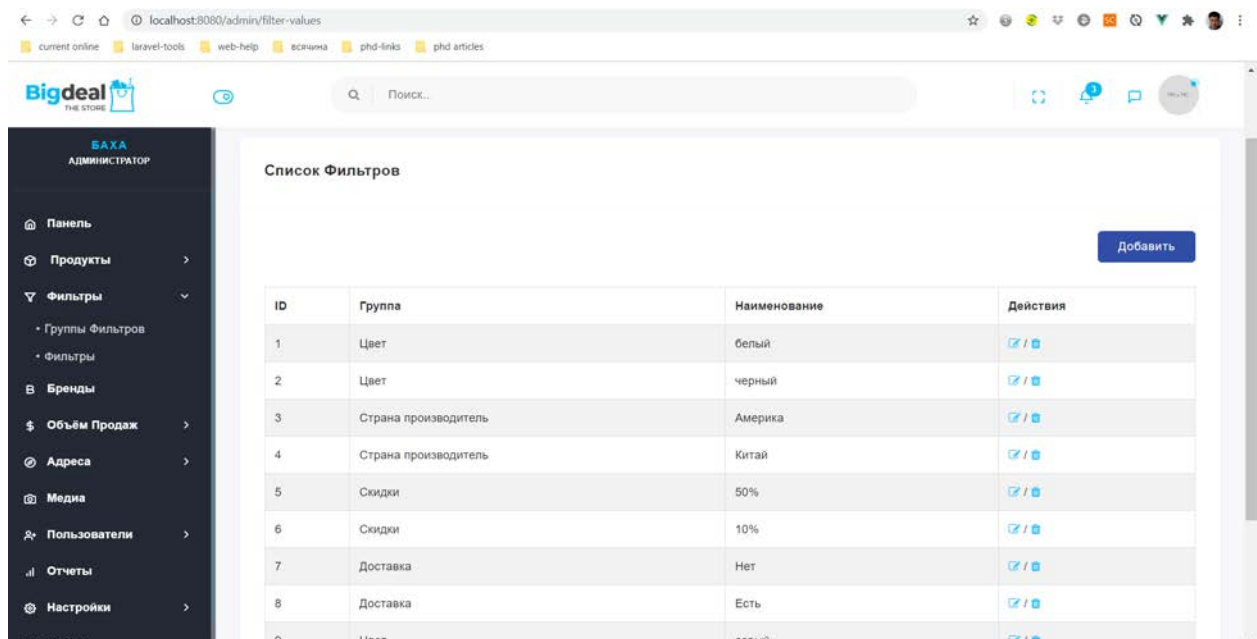 localhost:8080/admin/filter-values
current online laravel-tools web-help всячина phd-links phd articles
Bigdeal
THE STORE
Поиск..
3
БАХА
АДМИНИСТРАТОР
Панель
Продукты
Фильтры
• Группы Фильтров
• Фильтры
Бренды
Объём Продаж
Адреса
Медиа
Пользователи
Отчеты
Настройки
Список Фильтров
Добавить
ID Группа Наименование Действия
1 Цвет белый /
2 Цвет черный /
3 Страна производитель Америка /
4 Страна производитель Китай /
5 Скидки 50% /
6 Скидки 10% /
7 Доставка Нет /
8 Доставка Есть /